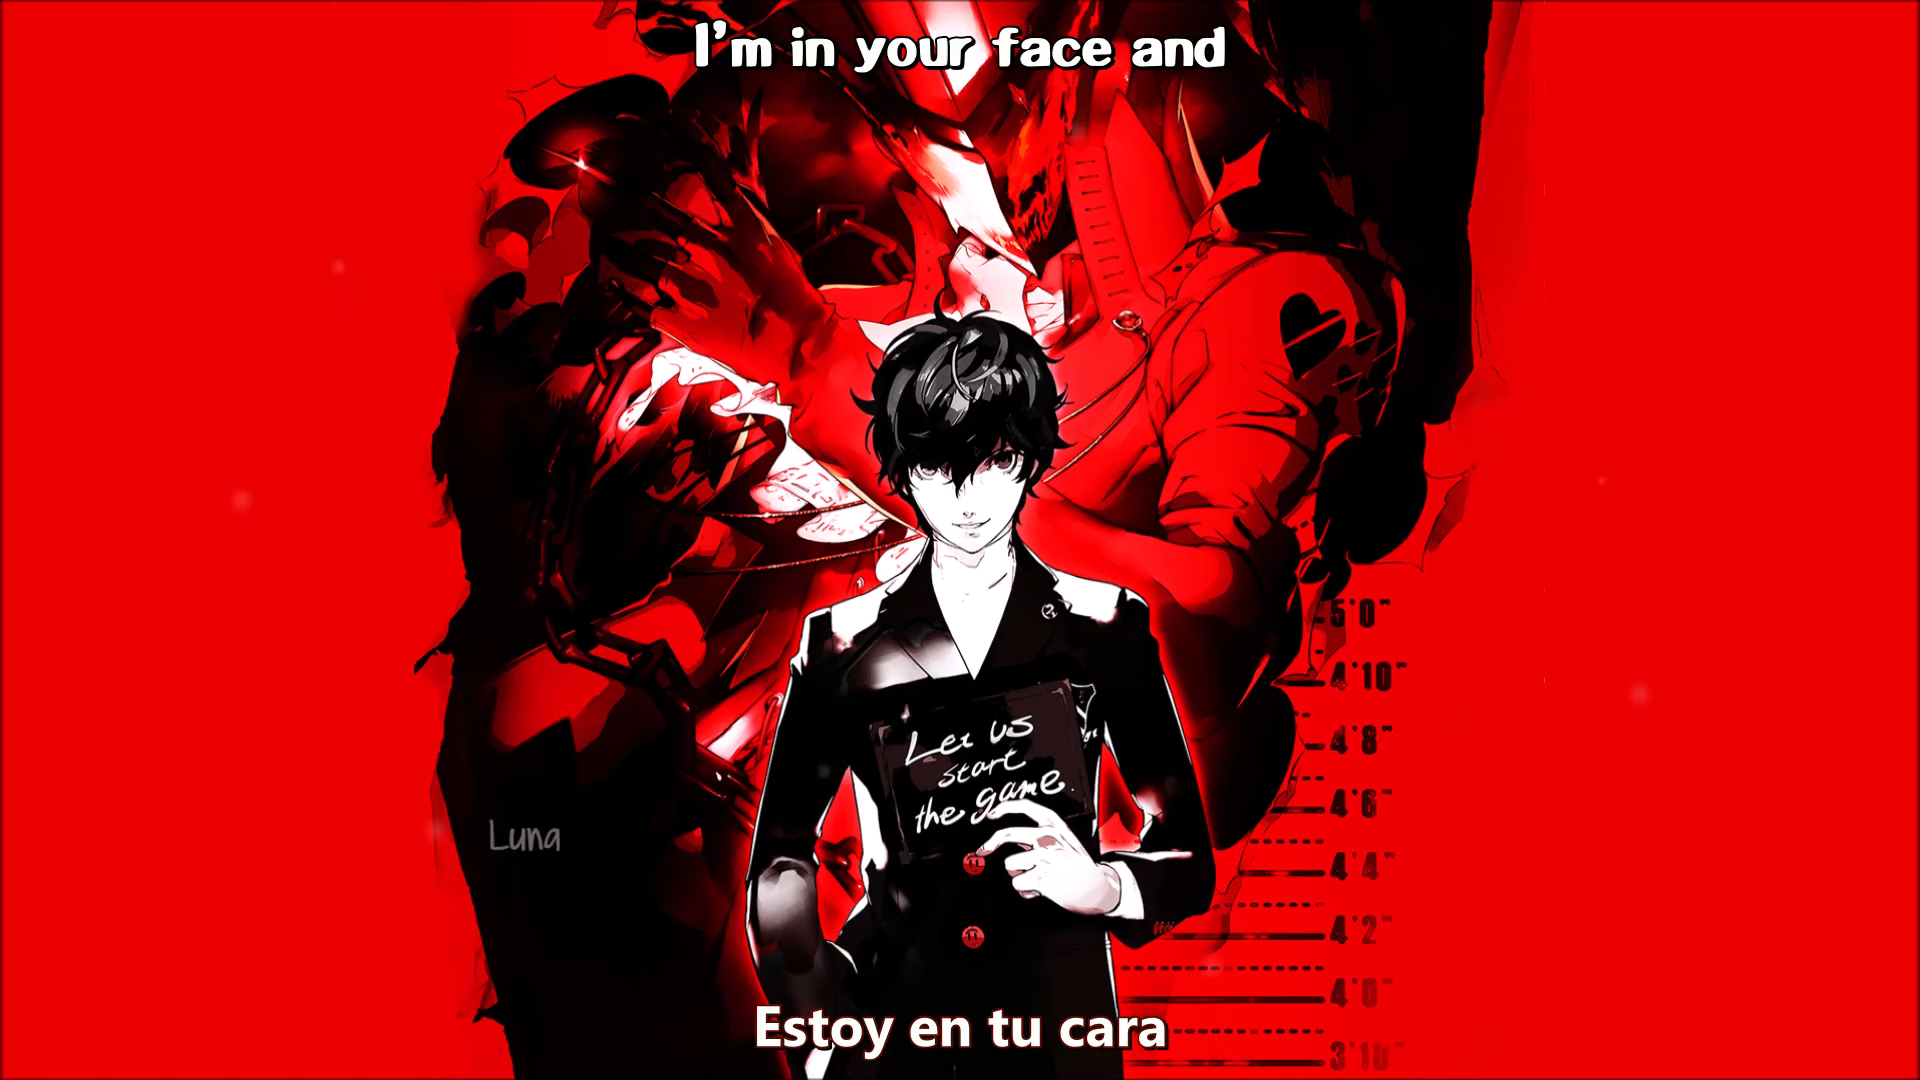 I'm in your face and
Let us
start
the game.
5'0"
4'10"
4'8"
4'6"
4'4"
4'2"
4'0"
3'10"
Luna
Estoy en tu cara